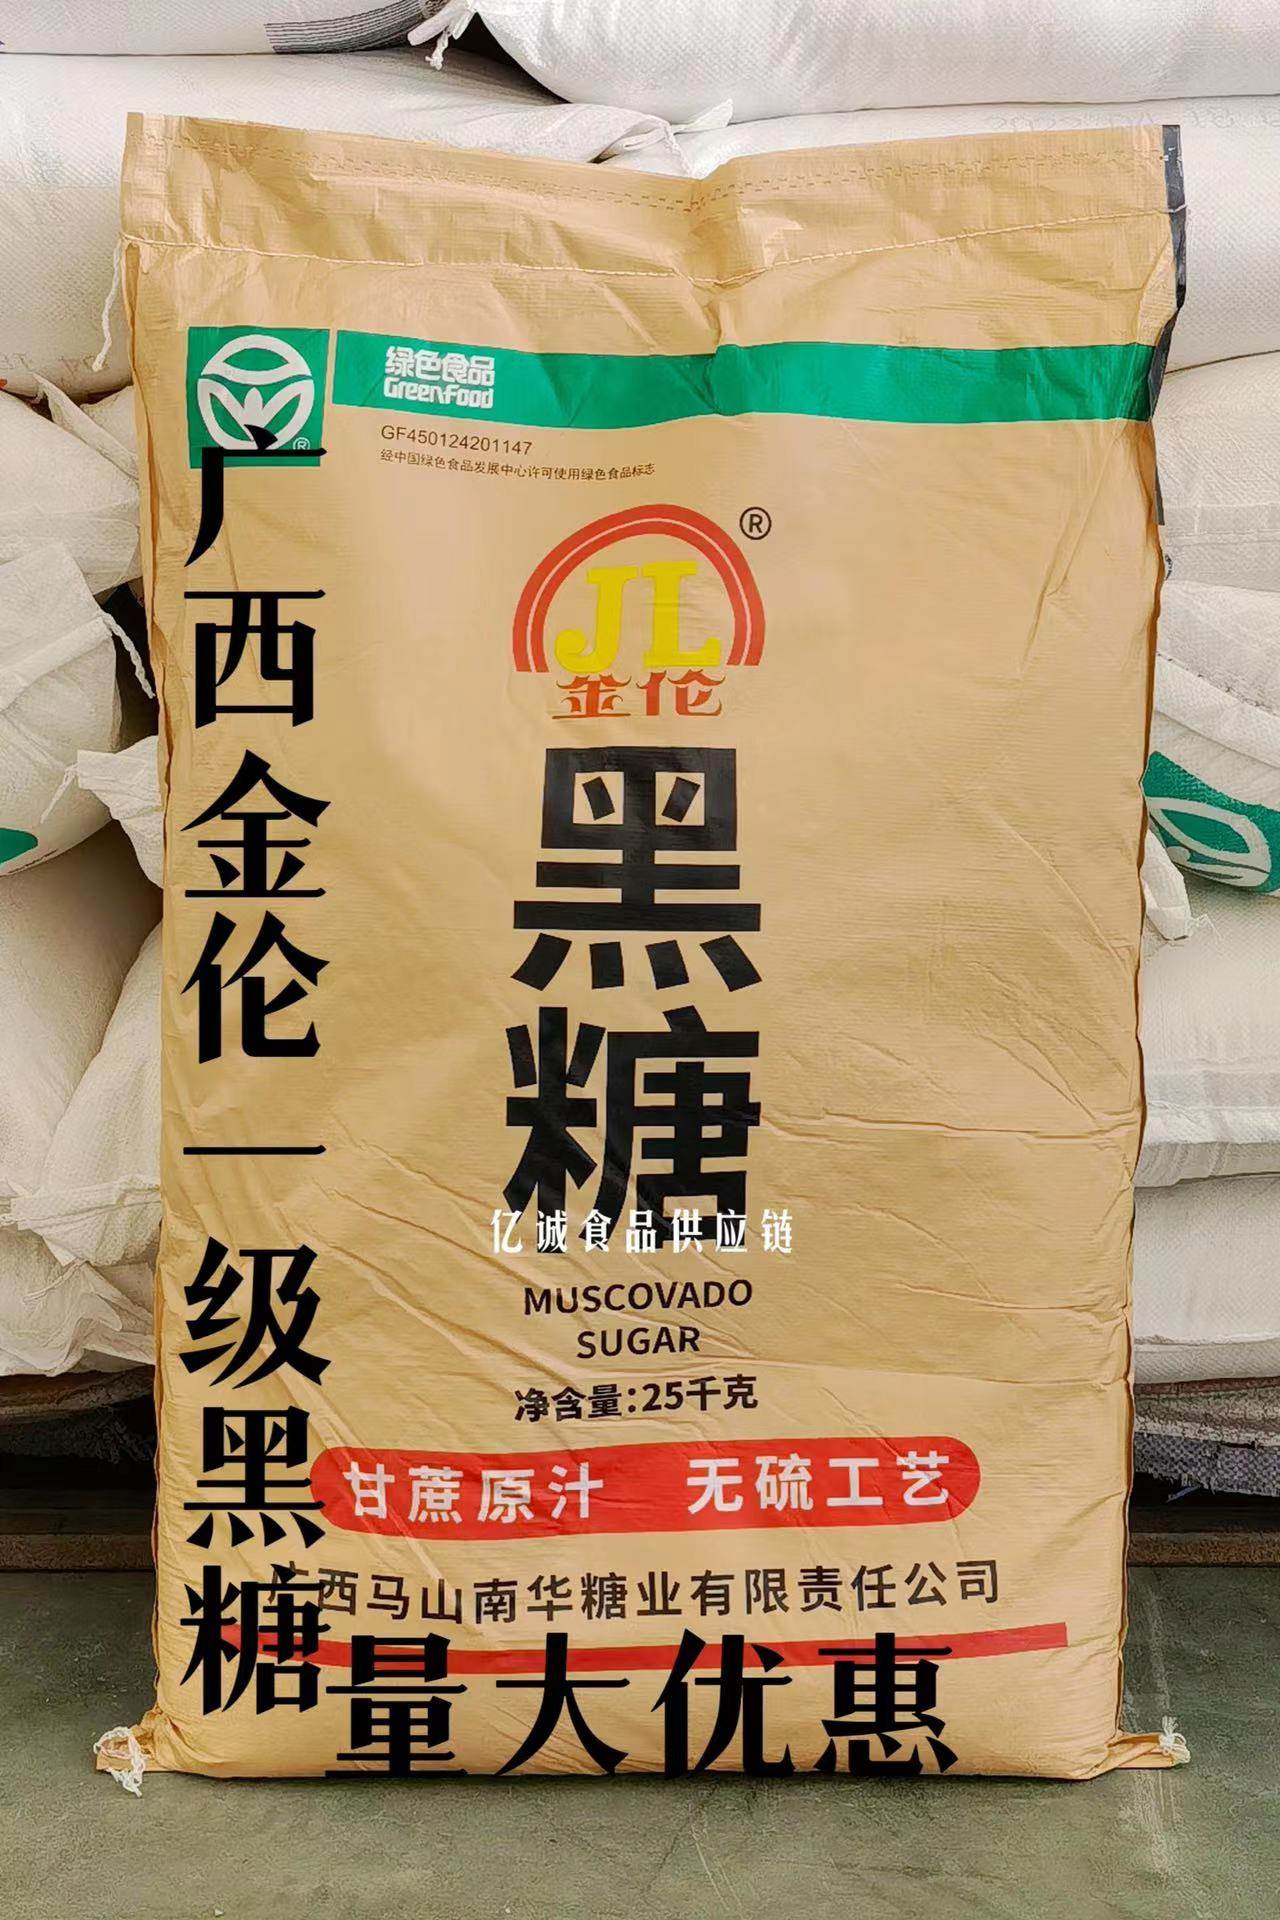 绿色食品
GreenFood
®
GF450124201147
经中国绿色食品发展中心许可使用绿色食品标志
®
JL
金伦
黑糖
亿诚食品供应链
MUSCOVADO
SUGAR
净含量:25千克
甘蔗原汁 无硫工艺
广西马山南华糖业有限责任公司
广西金伦一级黑糖
量大优惠